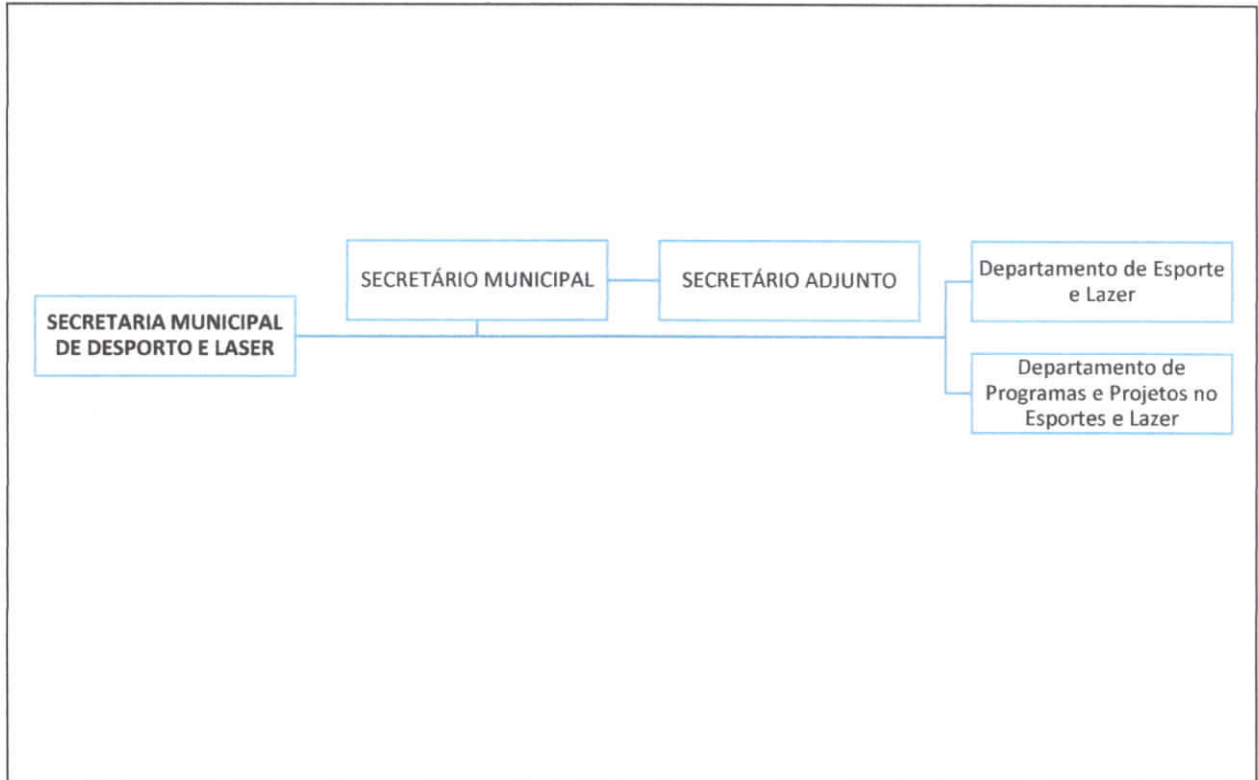 SECRETARIA MUNICIPAL
DE DESPORTO E LASER
SECRETÁRIO MUNICIPAL
SECRETÁRIO ADJUNTO
Departamento de Esporte
e Lazer
Departamento de
Programas e Projetos no
Esportes e Lazer